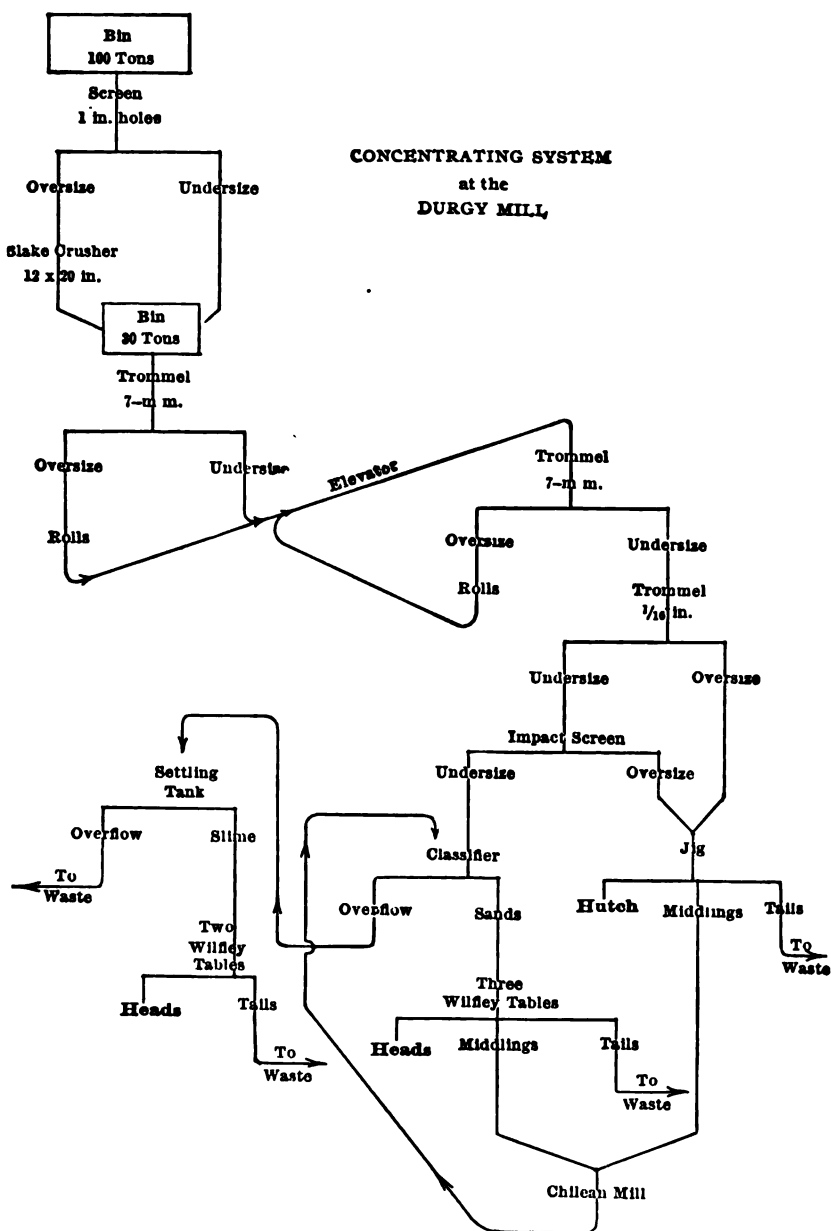 Bin
100 Tons
Screen
1 in. holes
CONCENTRATING SYSTEM
at the
DURGY MILL
Oversize
Undersize
Blake Crusher
12 x 20 in.
Bin
30 Tons
Trommel
7-m m.
Oversize
Undersize
Rolls
Elevator
Trommel
7-m m.
Oversize
Undersize
Rolls
Trommel
1/16 in.
Undersize
Oversize
Impact Screen
Undersize
Oversize
Settling
Tank
Overflow
Slime
To
Waste
Two
Wilfley
Tables
Heads
Tails
To
Waste
Classifier
Overflow
Sands
Three
Wilfley Tables
Heads
Middlings
Tails
To
Waste
Jig
Hutch
Middlings
Tails
To
Waste
Chilean Mill